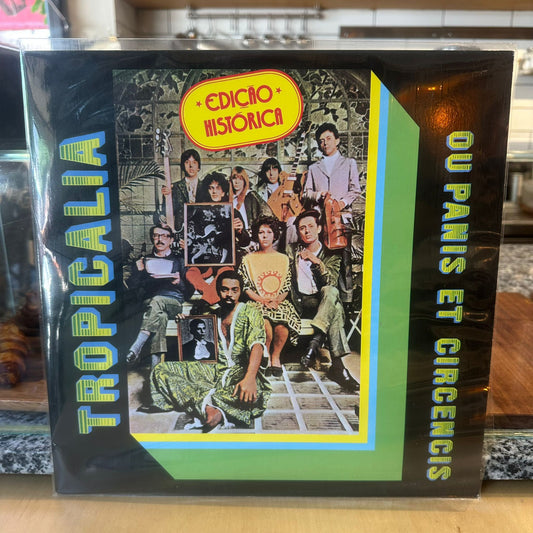 TROPICALIA
EDIÇÃO
HISTÓRICA
OU PANIS ET CIRCENCIS